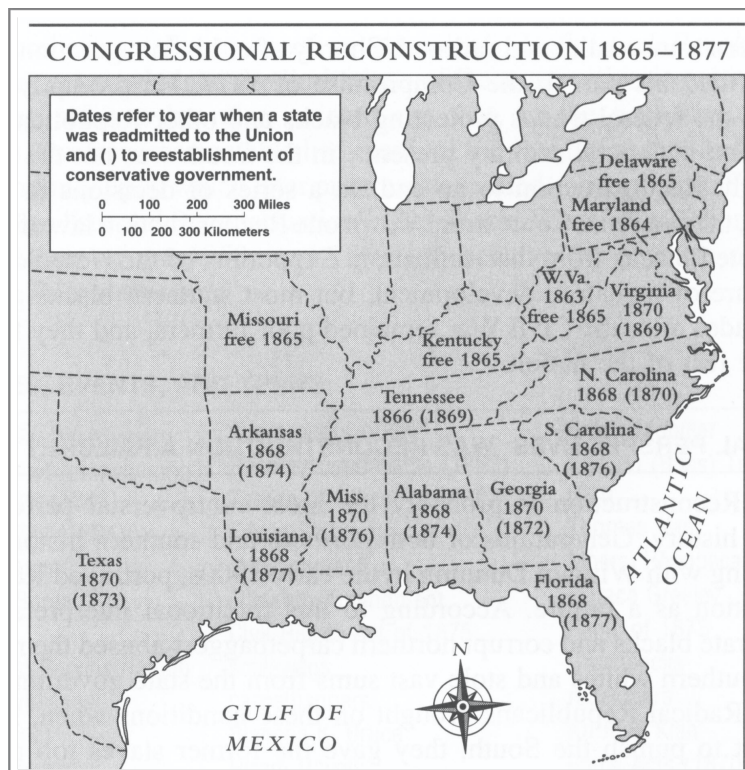 CONGRESSIONAL RECONSTRUCTION 1865–1877
Dates refer to year when a state
was readmitted to the Union
and ( ) to reestablishment of
conservative government.
0 100 200 300 Miles
0 100 200 300 Kilometers
Delaware
free 1865
Maryland
free 1864
W. Va.
1863
free 1865
Virginia
1870
(1869)
Missouri
free 1865
Kentucky
free 1865
N. Carolina
1868 (1870)
Tennessee
1866 (1869)
Arkansas
1868
(1874)
S. Carolina
1868
(1876)
Miss.
1870
(1876)
Alabama
1868
(1874)
Georgia
1870
(1872)
Louisiana
1868
(1877)
Texas
1870
(1873)
Florida
1868
(1877)
ATLANTIC
OCEAN
N
GULF OF
MEXICO